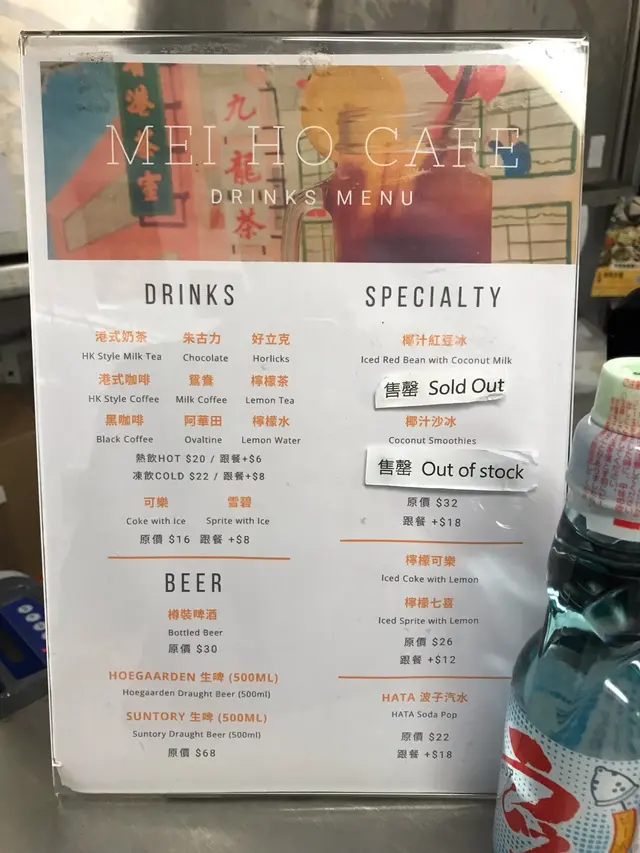 香港茶室
九龍茶
MEI HO CAFE
DRINKS MENU
DRINKS
港式奶茶 朱古力 好立克
HK Style Milk Tea Chocolate Horlicks
港式咖啡 鴛鴦 檸檬茶
HK Style Coffee Milk Coffee Lemon Tea
黑咖啡 阿華田 檸檬水
Black Coffee Ovaltine Lemon Water
熱飲HOT $20 / 跟餐+$6
凍飲COLD $22 / 跟餐+$8
可樂 雪碧
Coke with Ice Sprite with Ice
原價 $16 跟餐 +$8
BEER
樽裝啤酒
Bottled Beer
原價 $30
HOEGAARDEN 生啤 (500ML)
Hoegaarden Draught Beer (500ml)
SUNTORY 生啤 (500ML)
Suntory Draught Beer (500ml)
原價 $68
SPECIALTY
椰汁紅豆冰
Iced Red Bean with Coconut Milk
售罄 Sold Out
椰汁沙冰
Coconut Smoothies
售罄 Out of stock
原價 $32
跟餐 +$18
檸檬可樂
Iced Coke with Lemon
檸檬七喜
Iced Sprite with Lemon
原價 $26
跟餐 +$12
HATA 波子汽水
HATA Soda Pop
原價 $22
跟餐 +$18